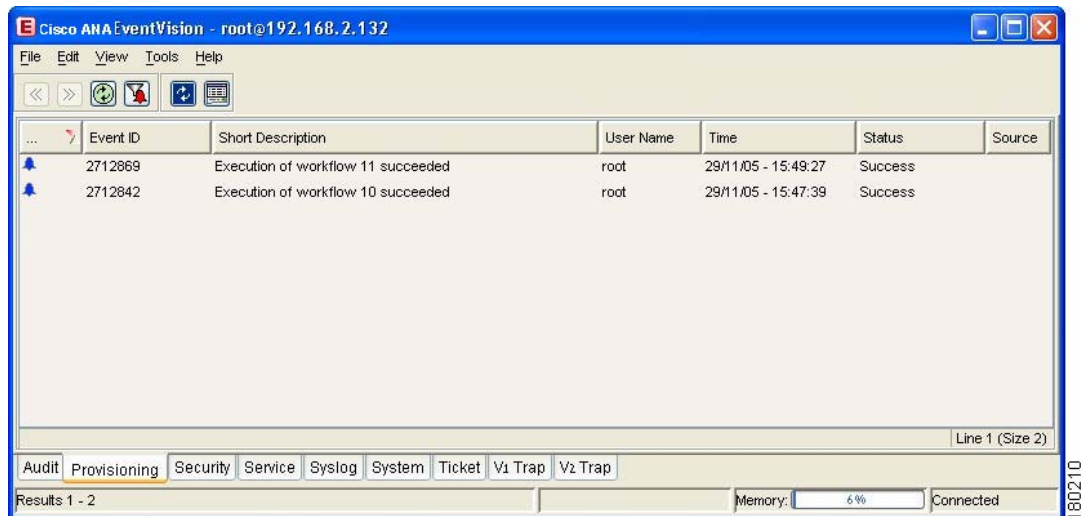 E Cisco ANA EventVision - root@192.168.2.132
File Edit View Tools Help
... Event ID Short Description User Name Time Status Source
2712869 Execution of workflow 11 succeeded root 29/11/05 - 15:49:27 Success
2712842 Execution of workflow 10 succeeded root 29/11/05 - 15:47:39 Success
Line 1 (Size 2)
Audit Provisioning Security Service Syslog System Ticket V1 Trap V2 Trap
Results 1 - 2 Memory: 6% Connected
180210